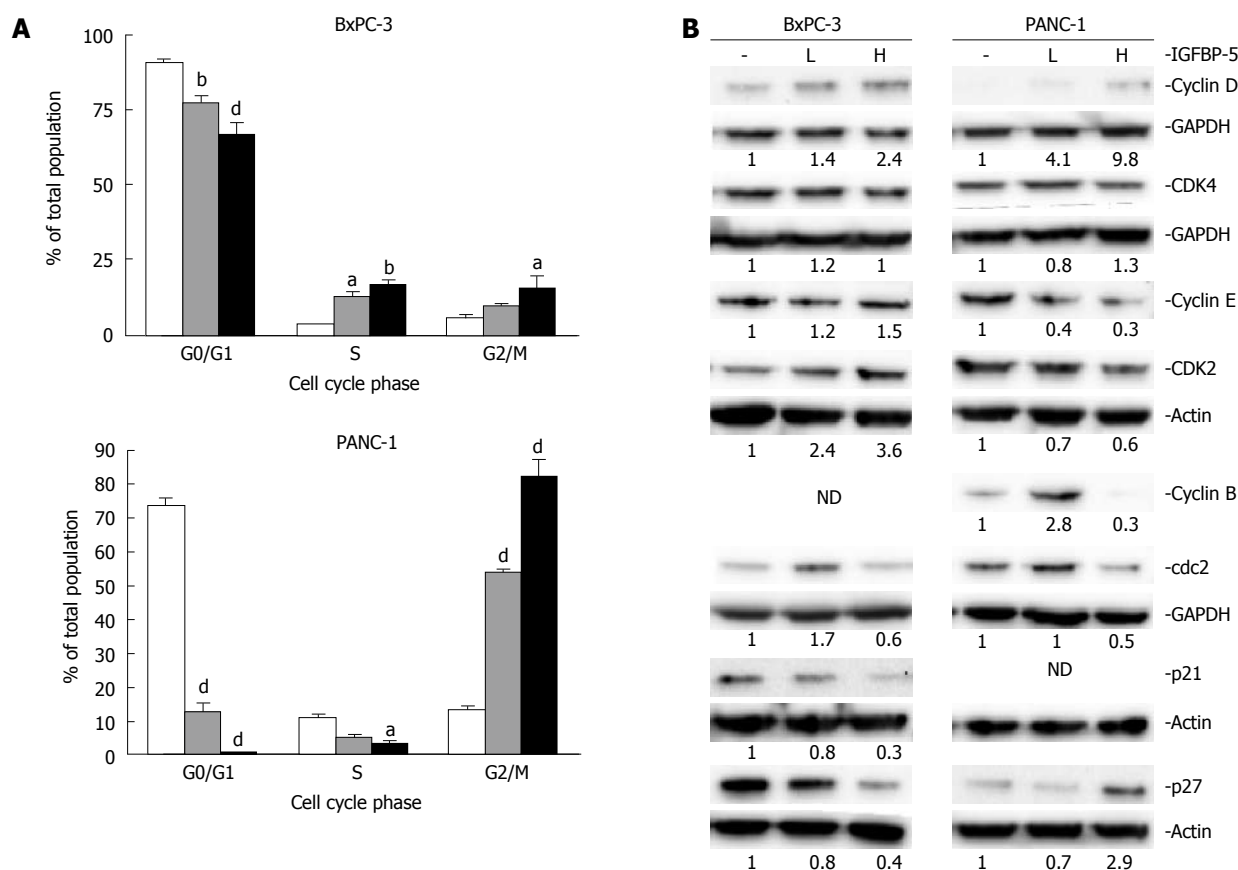 A
BxPC-3
% of total population
100
75
50
25
0
b
d
a
b
a
G0/G1 S G2/M
Cell cycle phase
PANC-1
% of total population
90
80
70
60
50
40
30
20
10
0
d
d
a
d
d
G0/G1 S G2/M
Cell cycle phase
B
BxPC-3 PANC-1
- L H - L H -IGFBP-5
-Cyclin D
-GAPDH
1 1.4 2.4 1 4.1 9.8
-CDK4
-GAPDH
1 1.2 1 1 0.8 1.3
-Cyclin E
1 1.2 1.5 1 0.4 0.3
-CDK2
-Actin
1 2.4 3.6 1 0.7 0.6
ND -Cyclin B
1 2.8 0.3
-cdc2
-GAPDH
1 1.7 0.6 1 1 0.5
ND -p21
-Actin
1 0.8 0.3
-p27
-Actin
1 0.8 0.4 1 0.7 2.9